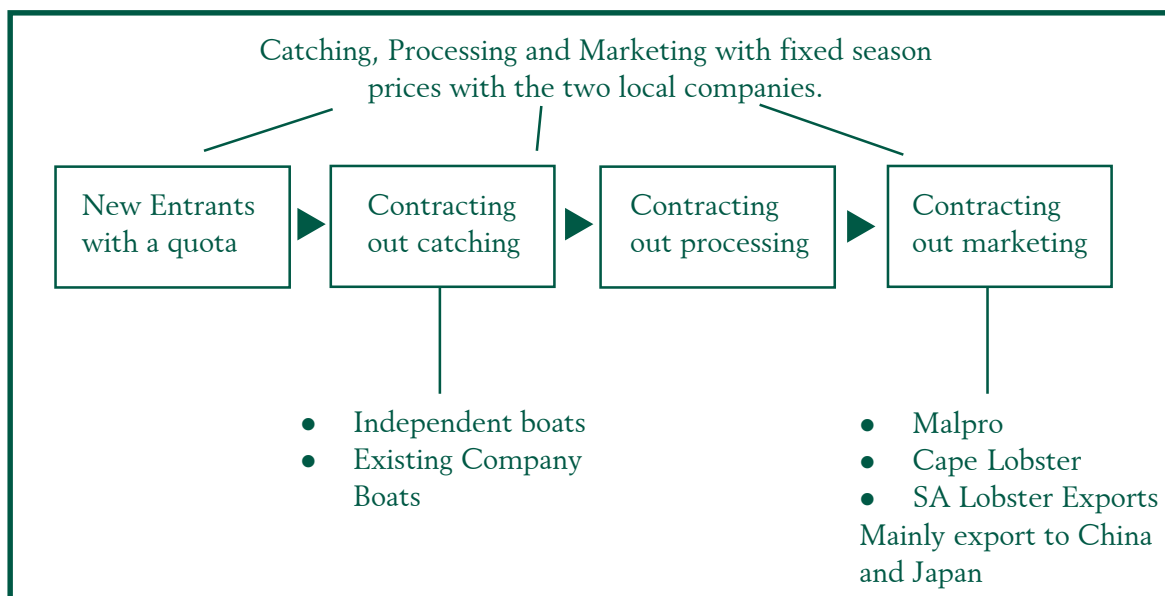 Catching, Processing and Marketing with fixed season
prices with the two local companies.
New Entrants
with a quota
Contracting
out catching
Contracting
out processing
Contracting
out marketing
● Independent boats
● Existing Company
Boats
● Malpro
● Cape Lobster
● SA Lobster Exports
Mainly export to China
and Japan